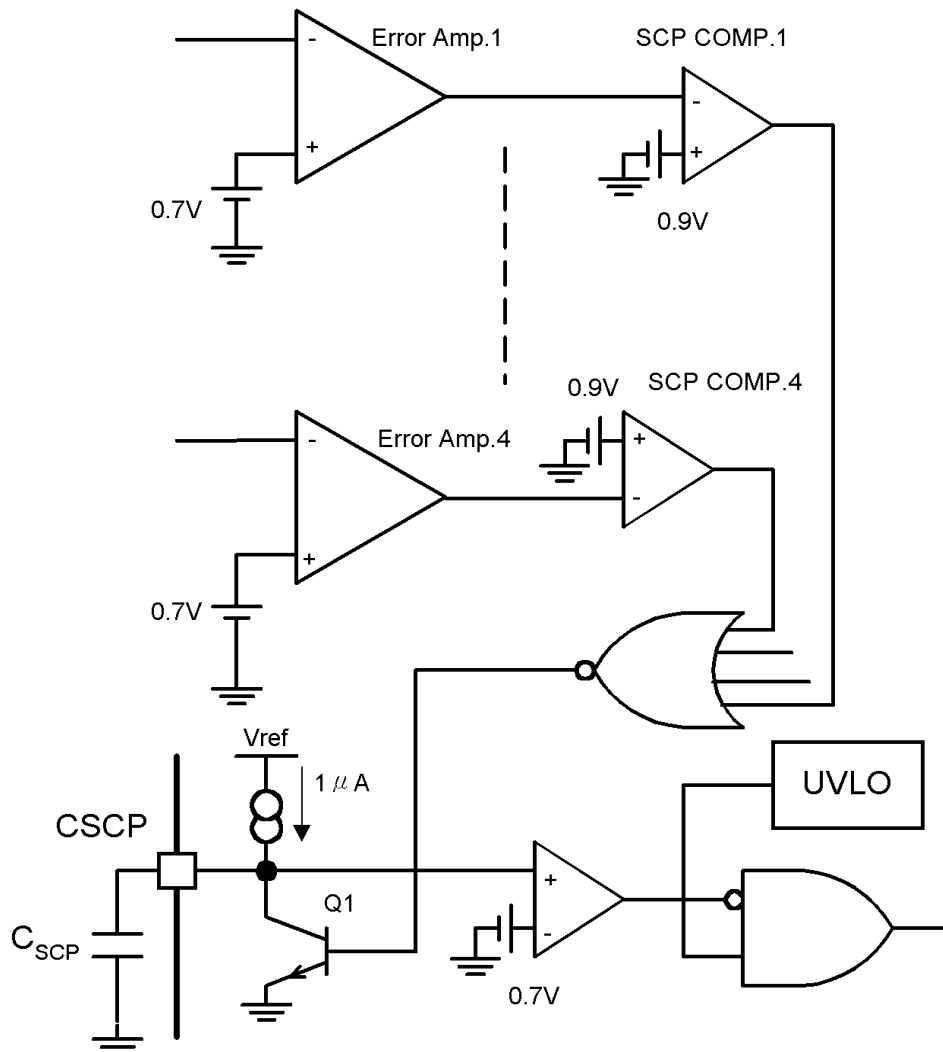 Error Amp.1
SCP COMP.1
-
+
-
+
0.7V
0.9V
0.9V
SCP COMP.4
Error Amp.4
-
+
+
-
0.7V
Vref
1μA
UVLO
CSCP
Q1
+
-
CSCP
0.7V